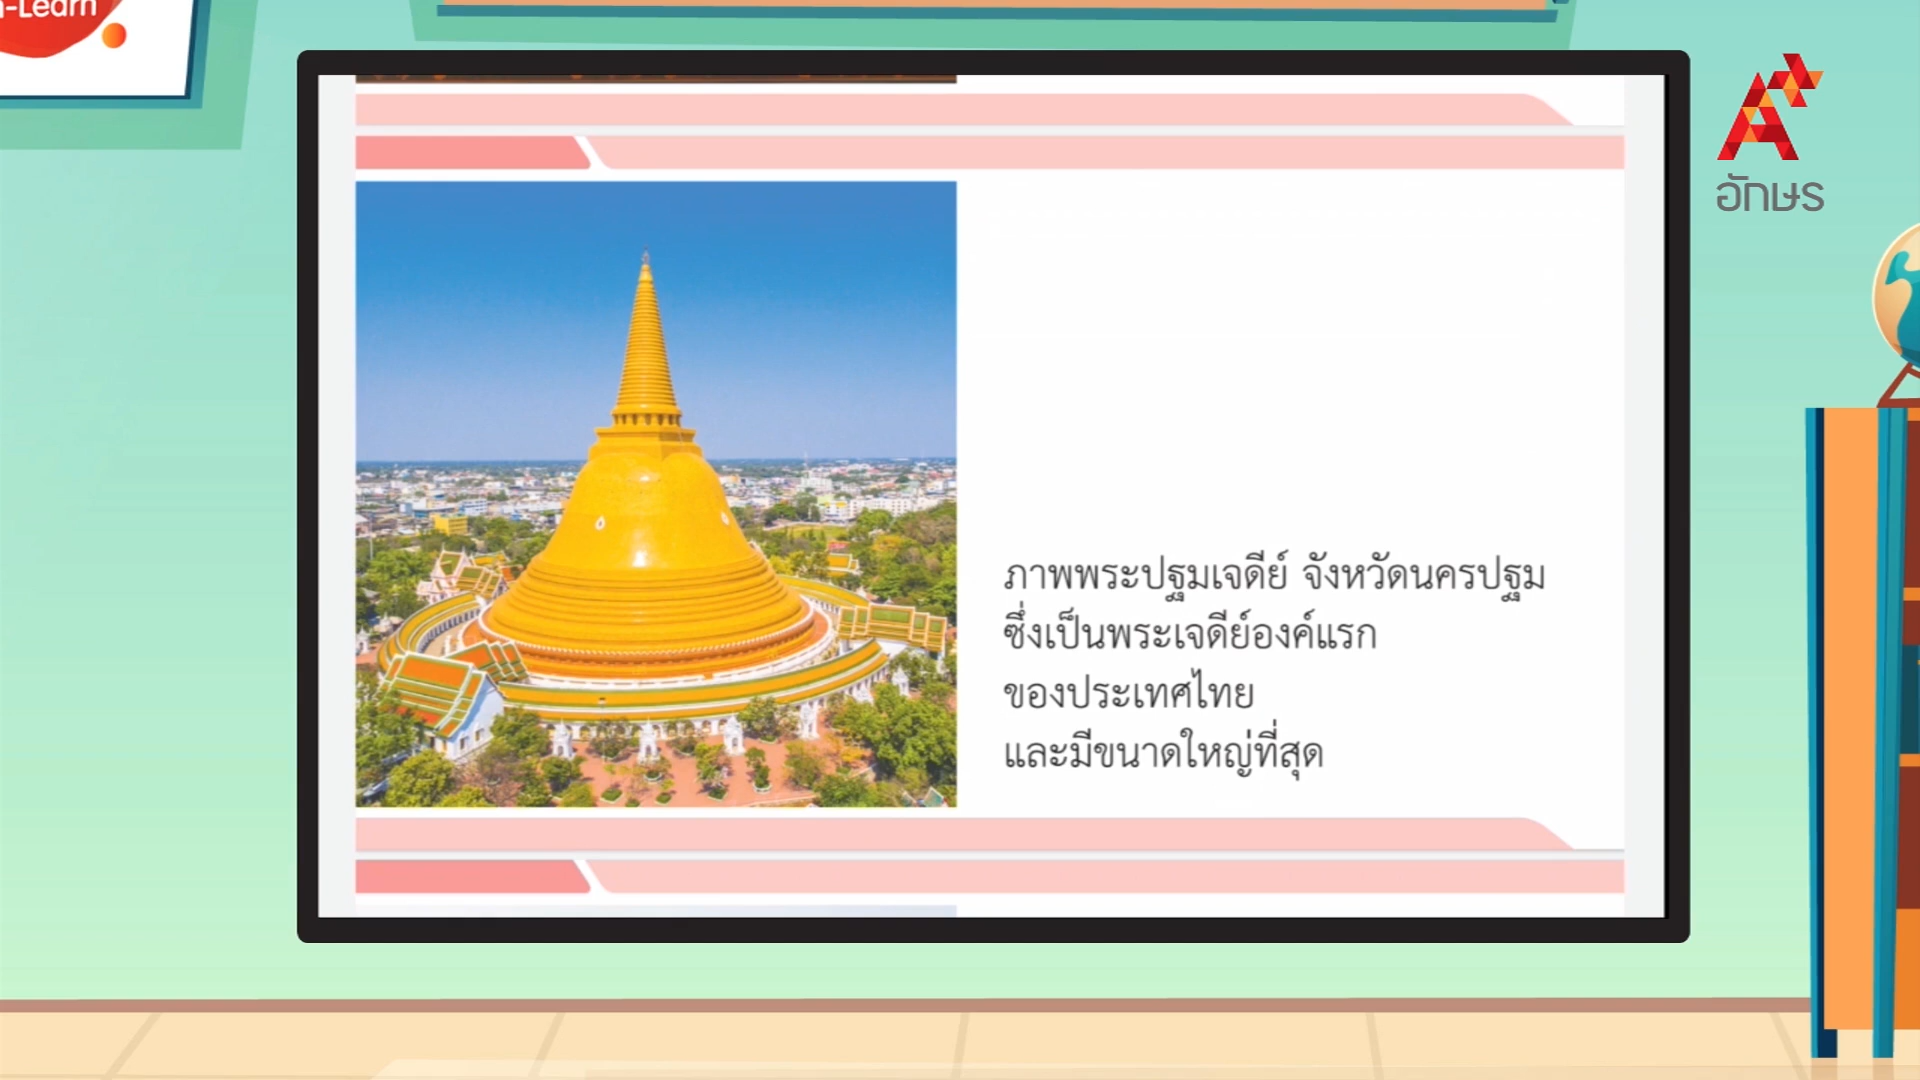 -Learn
อักษร
ภาพพระปฐมเจดีย์ จังหวัดนครปฐม
ซึ่งเป็นพระเจดีย์องค์แรก
ของประเทศไทย
และมีขนาดใหญ่ที่สุด